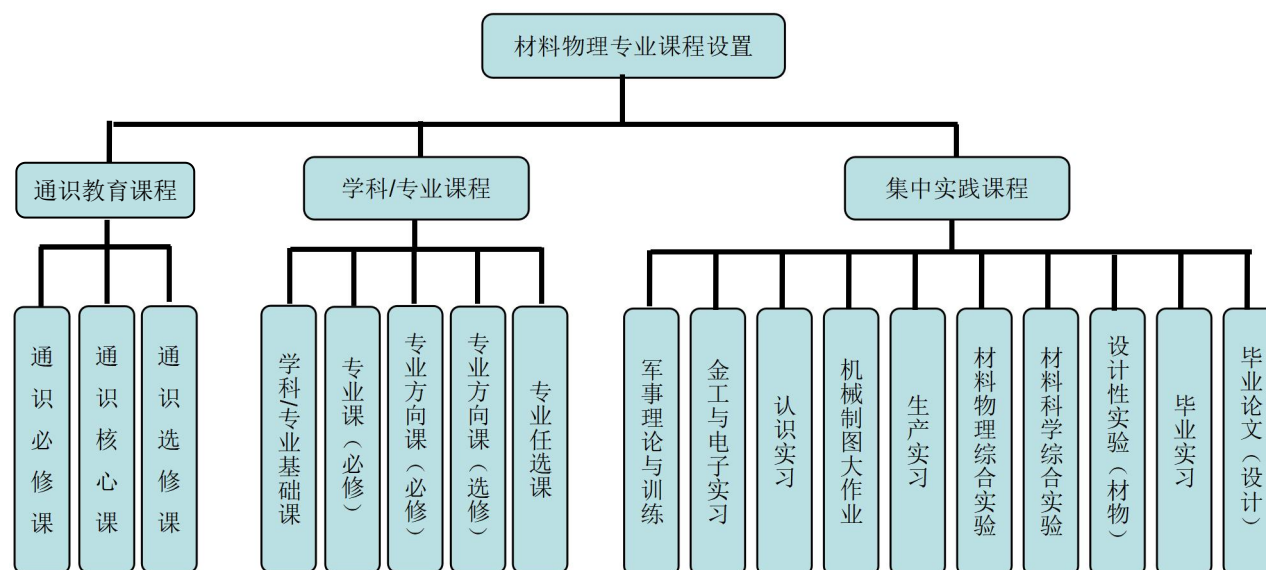 材料物理专业课程设置
通识教育课程
学科/专业课程
集中实践课程
通识必修课
通识核心课
通识选修课
学科/专业基础课
专业课（必修）
专业方向课（必修）
专业方向课（选修）
专业任选课
军事理论与训练
金工与电子实习
认识实习
机械制图大作业
生产实习
材料物理综合实验
材料科学综合实验
设计性实验（材物）
毕业实习
毕业论文（设计）